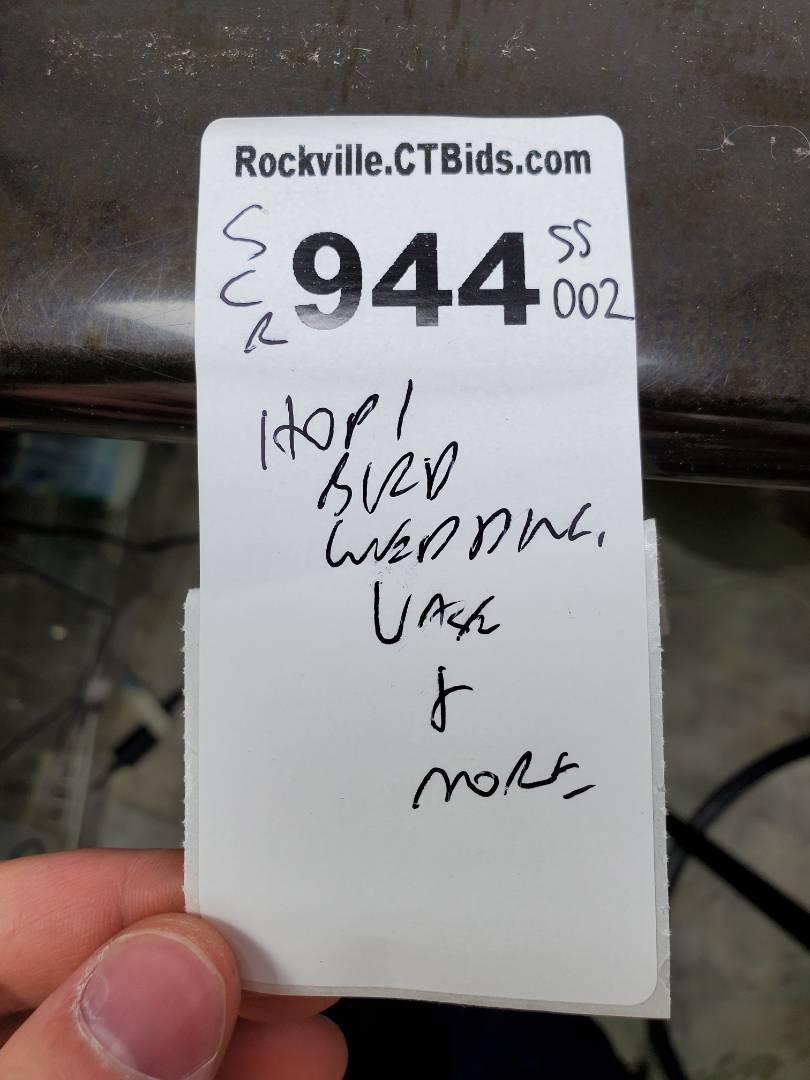 Rockville.CTBids.com
S
C
R
944
SS
002
HOPI
BIRD
WEDDING
VASE
&
MORE